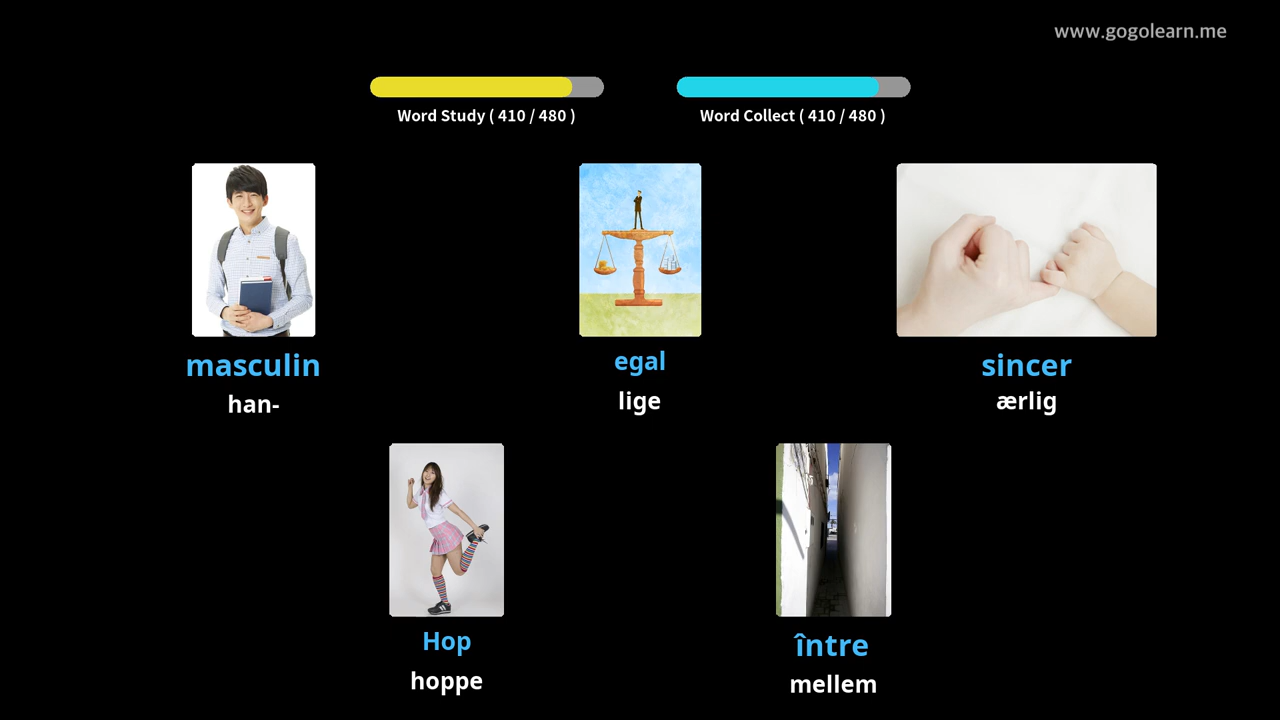 www.gogolearn.me
Word Study ( 410 / 480 )
Word Collect ( 410 / 480 )
masculin
han-
egal
lige
sincer
ærlig
Hop
hoppe
între
mellem